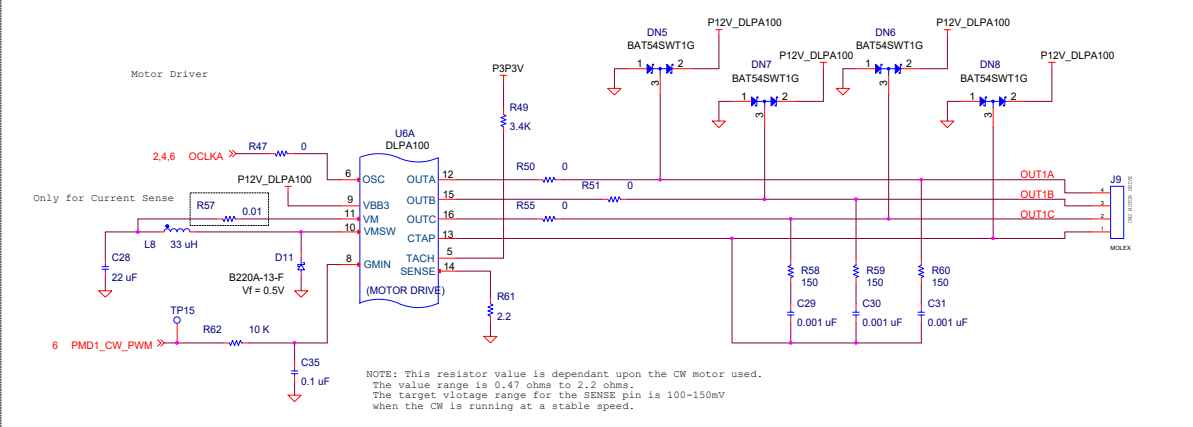 Motor Driver
P12V_DLPA100
DN5
BAT54SWT1G
1
2
3
P12V_DLPA100
DN7
BAT54SWT1G
1
2
3
P12V_DLPA100
DN6
BAT54SWT1G
1
2
3
P12V_DLPA100
DN8
BAT54SWT1G
1
2
3
P3P3V
R49
3.4K
U6A
DLPA100
2,4,6 OCLKA
R47 0
6 OSC
OUTA 12
R50 0
OUT1A
P12V_DLPA100
9 VBB3
OUTB 15
R51 0
OUT1B
Only for Current Sense
R57
0.01
11 VM
OUTC 16
R55 0
OUT1C
L8 33 uH
10 VMSW
CTAP 13
TACH 5
8 GMIN
SENSE 14
(MOTOR DRIVE)
J9
4
3
2
1
MOLEX
C28
22 uF
D11
B220A-13-F
Vf = 0.5V
R61
2.2
R58
150
C29
0.001 uF
R59
150
C30
0.001 uF
R60
150
C31
0.001 uF
TP15
6 PMD1_CW_PWM
R62 10 K
C35
0.1 uF
NOTE: This resistor value is dependant upon the CW motor used.
The value range is 0.47 ohms to 2.2 ohms.
The target vlotage range for the SENSE pin is 100-150mV
when the CW is running at a stable speed.